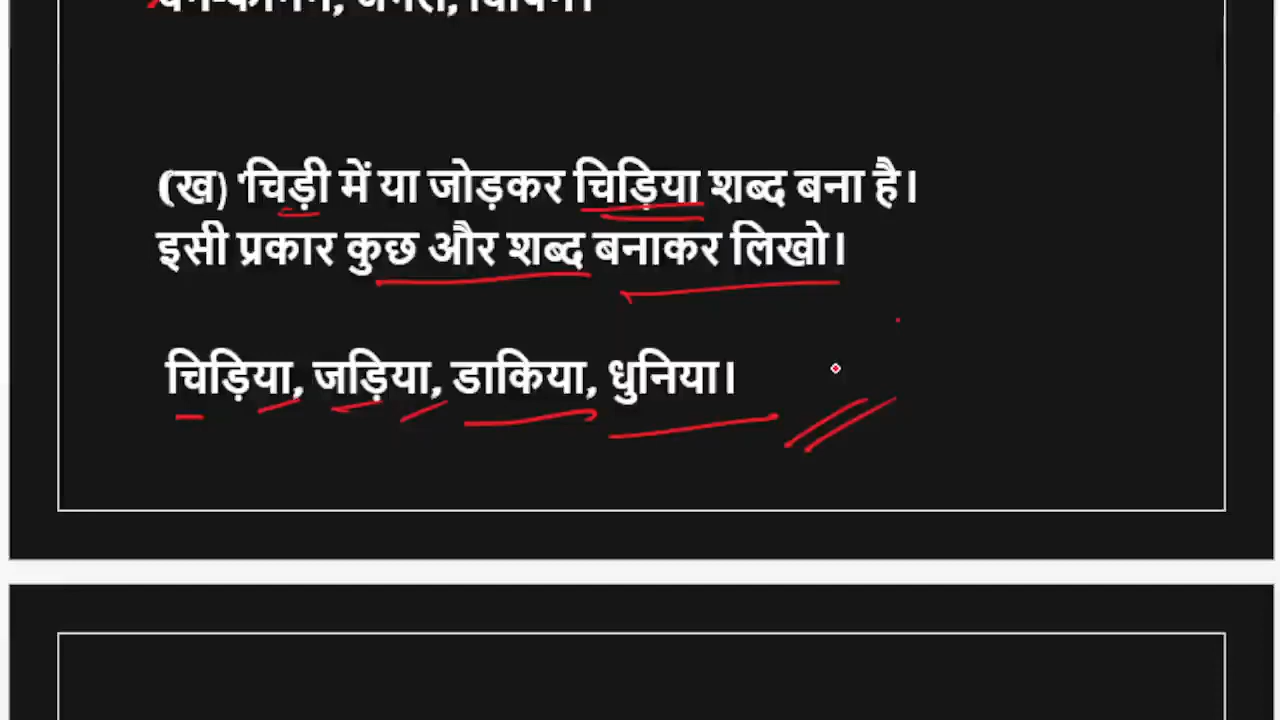 (ख) 'चिड़ी में या जोड़कर चिड़िया शब्द बना है।
इसी प्रकार कुछ और शब्द बनाकर लिखो।
चिड़िया, जड़िया, डाकिया, धुनिया।